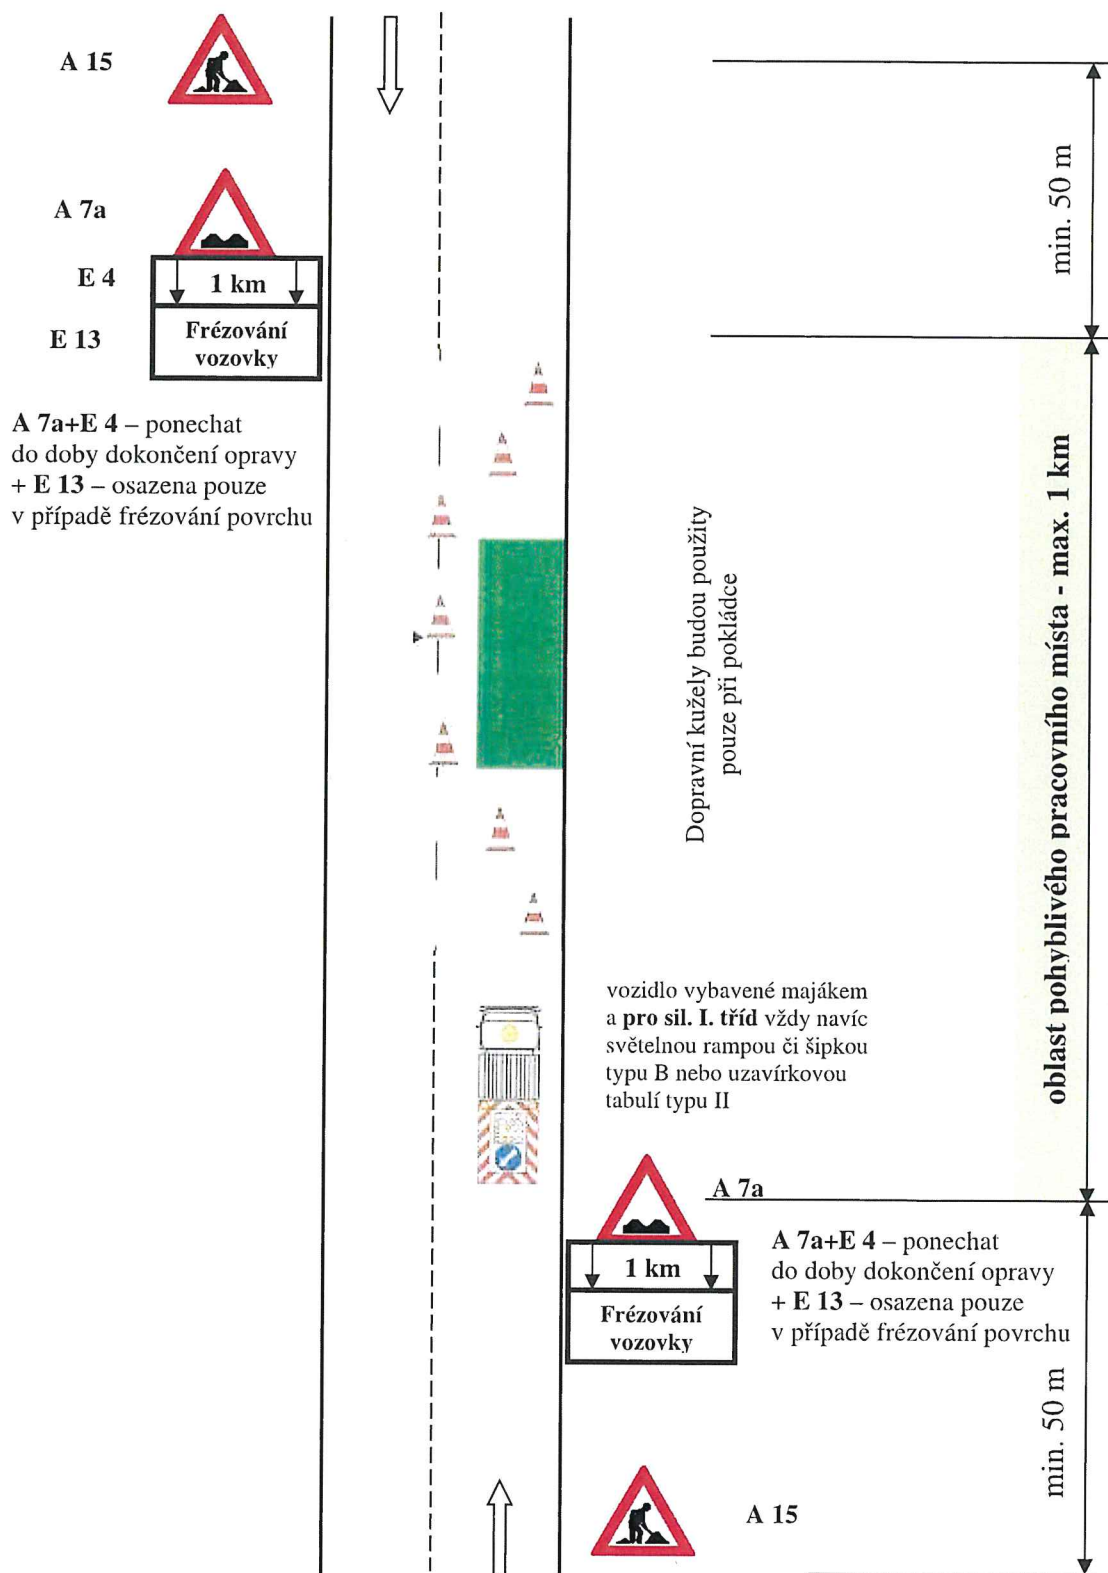 A 15
A 7a
E 4
1 km
E 13
Frézování
vozovky
A 7a+E 4 – ponechat
do doby dokončení opravy
+ E 13 – osazena pouze
v případě frézování povrchu
min. 50 m
Dopravní kužely budou použity
pouze při pokládce
oblast pohyblivého pracovního místa - max. 1 km
vozidlo vybavené majákem
a pro sil. I. tříd vždy navíc
světelnou rampou či šipkou
typu B nebo uzavírkovou
tabulí typu II
A 7a
1 km
Frézování
vozovky
A 7a+E 4 – ponechat
do doby dokončení opravy
+ E 13 – osazena pouze
v případě frézování povrchu
min. 50 m
A 15